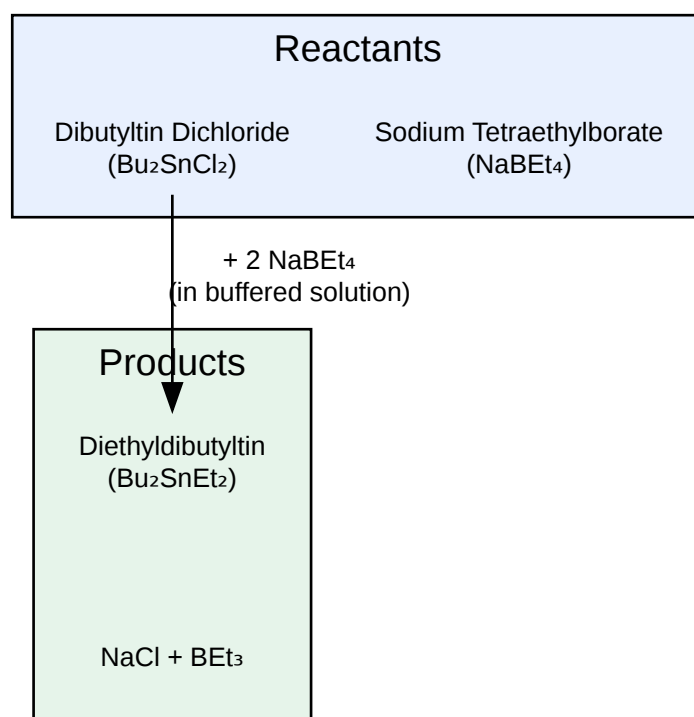 Reactants
Dibutyltin Dichloride
(Bu₂SnCl₂)
Sodium Tetraethylborate
(NaBEt₄)
+ 2 NaBEt₄
(in buffered solution)
Products
Diethyldibutyltin
(Bu₂SnEt₂)
NaCl + BEt₃